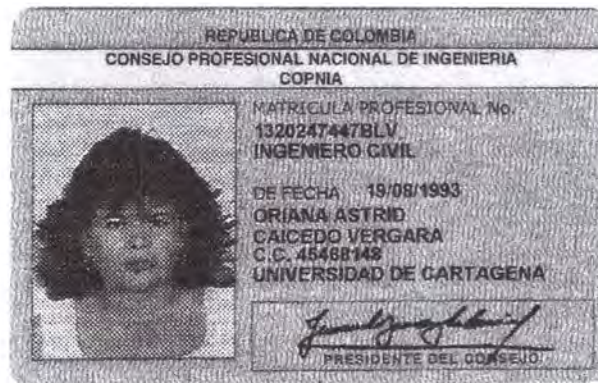 REPUBLICA DE COLOMBIA
CONSEJO PROFESIONAL NACIONAL DE INGENIERIA
COPNIA
MATRICULA PROFESIONAL No.
1320247447BLV
INGENIERO CIVIL
DE FECHA 19/08/1993
ORIANA ASTRID
CAICEDO VERGARA
C.C. 45468148
UNIVERSIDAD DE CARTAGENA
PRESIDENTE DEL CONSEJO